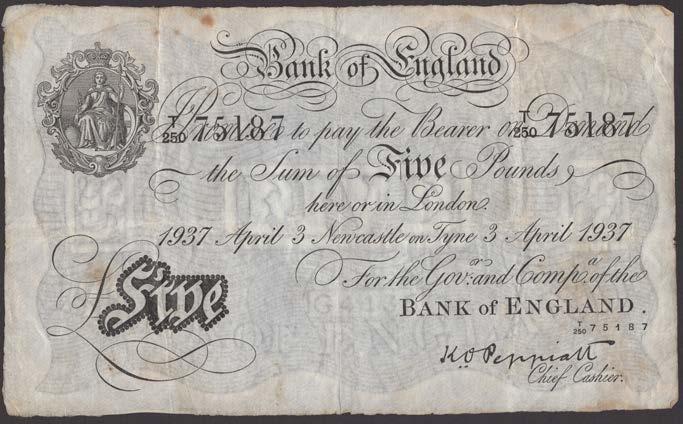 Bank of England
T/250 75187 T/250 75187
I Promise to pay the Bearer on Demand
the Sum of Five Pounds
here or in London.
1937 April 3 Newcastle on Tyne 3 April 1937
For the Govr. and Compa. of the
BANK of ENGLAND.
T/250 75187
£Five
K O Peppiatt
Chief Cashier.